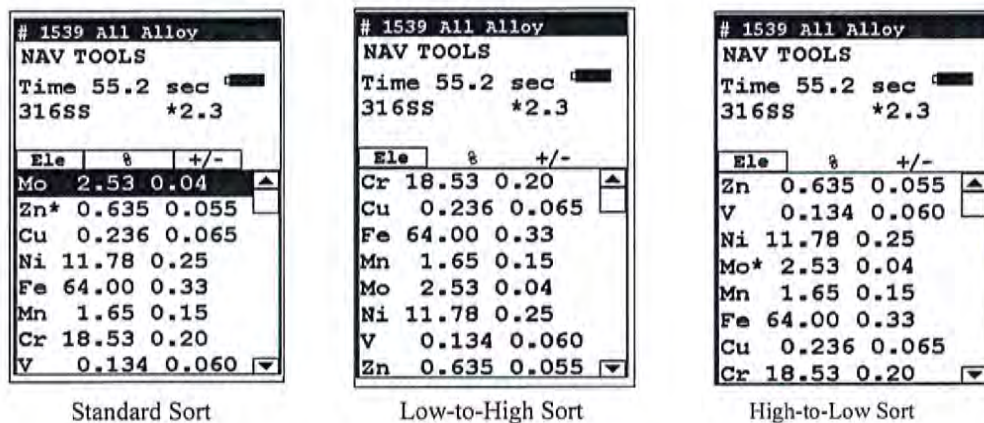 # 1539 All Alloy
NAV TOOLS
Time 55.2 sec
316SS *2.3
Ele % +/-
Mo 2.53 0.04
Zn* 0.635 0.055
Cu 0.236 0.065
Ni 11.78 0.25
Fe 64.00 0.33
Mn 1.65 0.15
Cr 18.53 0.20
V 0.134 0.060
Standard Sort
# 1539 All Alloy
NAV TOOLS
Time 55.2 sec
316SS *2.3
Ele % +/-
Cr 18.53 0.20
Cu 0.236 0.065
Fe 64.00 0.33
Mn 1.65 0.15
Mo 2.53 0.04
Ni 11.78 0.25
V 0.134 0.060
Zn 0.635 0.055
Low-to-High Sort
# 1539 All Alloy
NAV TOOLS
Time 55.2 sec
316SS *2.3
Ele % +/-
Zn 0.635 0.055
V 0.134 0.060
Ni 11.78 0.25
Mo* 2.53 0.04
Mn 1.65 0.15
Fe 64.00 0.33
Cu 0.236 0.065
Cr 18.53 0.20
High-to-Low Sort